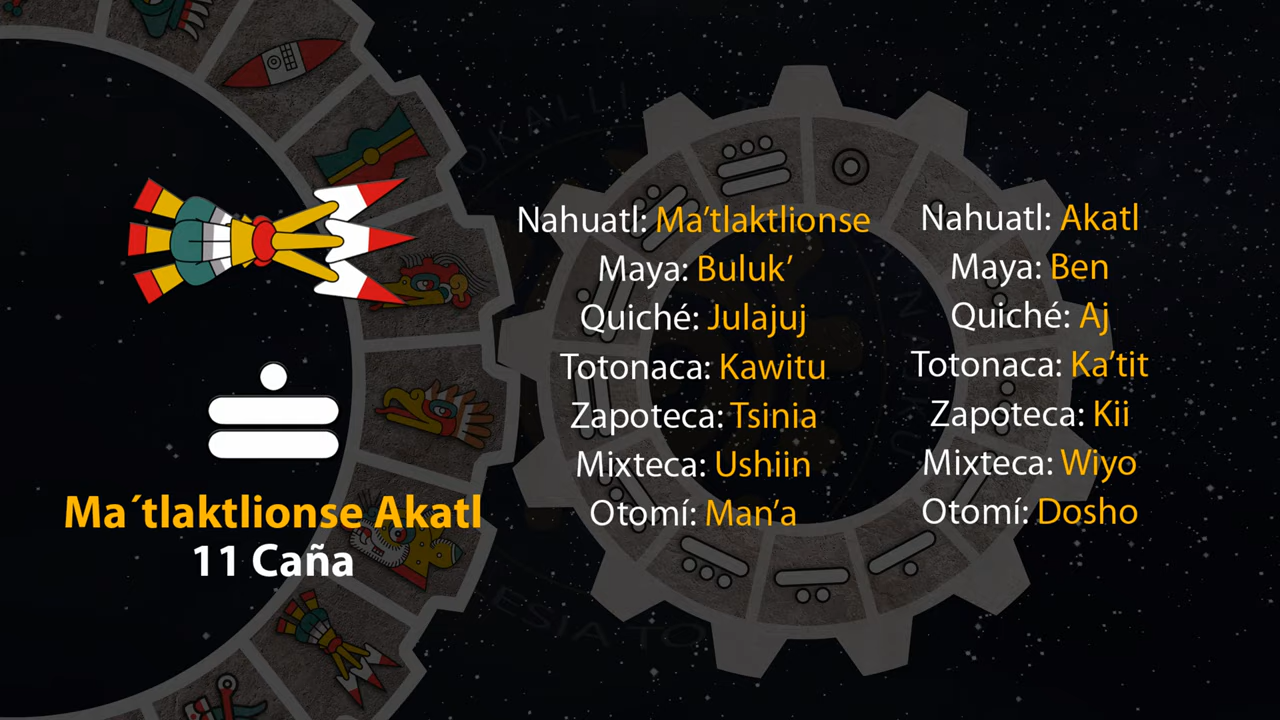 Ma´tlaktlionse Akatl
11 Caña
Nahuatl: Ma’tlaktlionse
Maya: Buluk’
Quiché: Julajuj
Totonaca: Kawitu
Zapoteca: Tsinia
Mixteca: Ushiin
Otomí: Man’a
Nahuatl: Akatl
Maya: Ben
Quiché: Aj
Totonaca: Ka’tit
Zapoteca: Kii
Mixteca: Wiyo
Otomí: Dosho